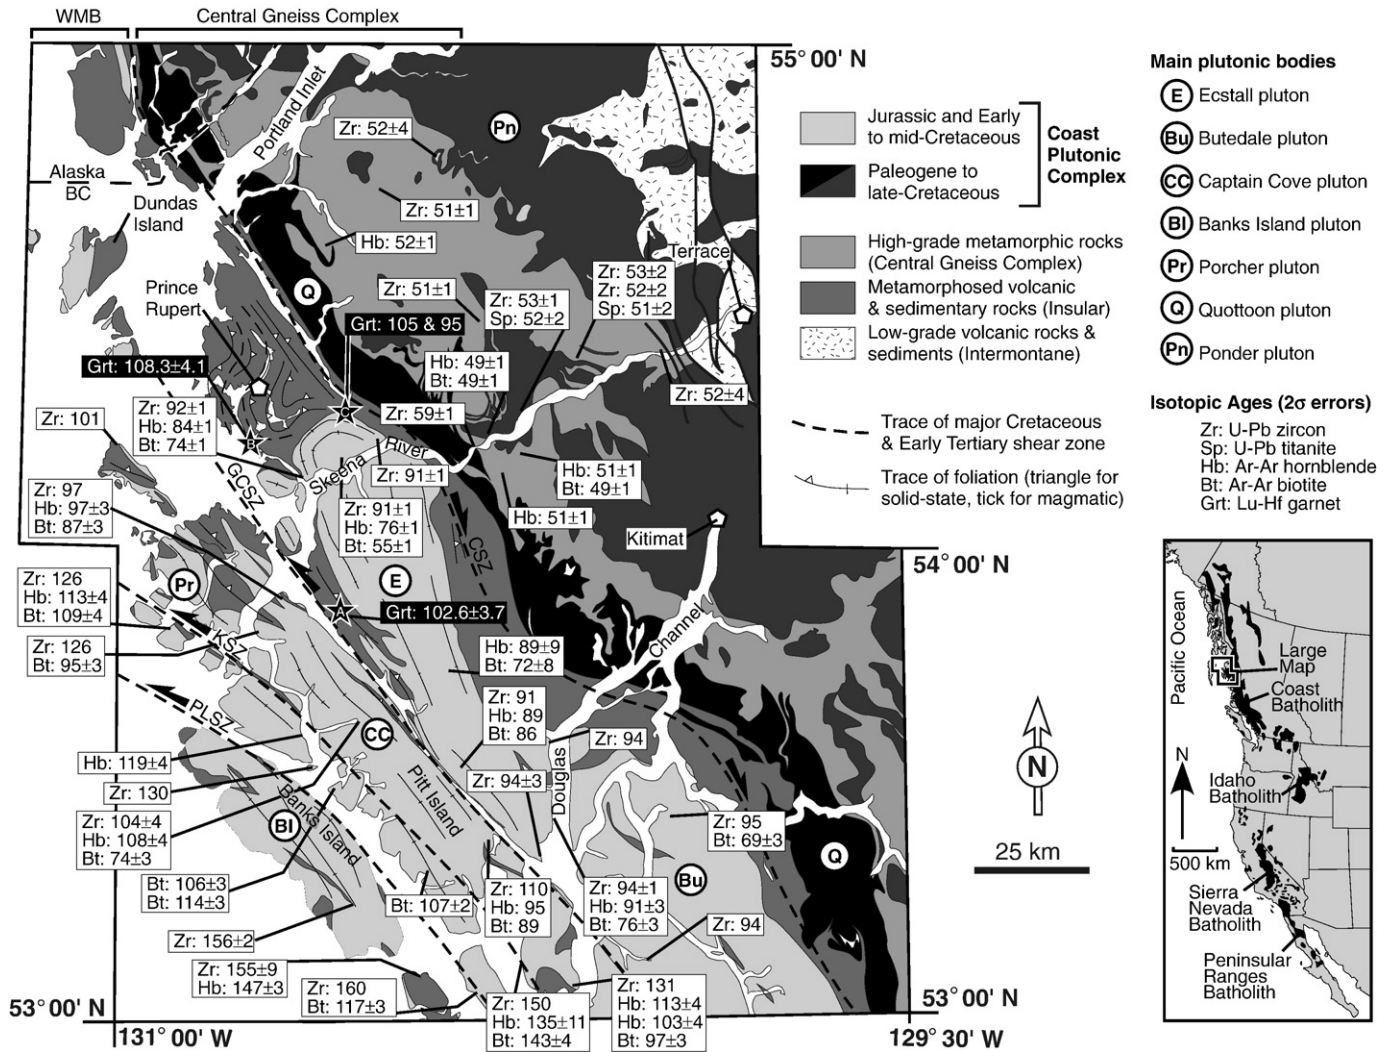 WMB
Central Gneiss Complex
55° 00' N
Portland Inlet
Zr: 52±4
Pn
Alaska
BC
Dundas
Island
Zr: 51±1
Hb: 52±1
Terrace
Prince
Rupert
Q
Zr: 51±1
Zr: 53±1
Sp: 52±2
Zr: 53±2
Zr: 52±2
Sp: 51±2
Grt: 105 & 95
Grt: 108.3±4.1
Hb: 49±1
Bt: 49±1
Zr: 52±4
Zr: 101
Zr: 92±1
Hb: 84±1
Bt: 74±1
B
C
Zr: 59±1
Skeena River
GCSZ
Zr: 91±1
Hb: 51±1
Bt: 49±1
Zr: 97
Hb: 97±3
Bt: 87±3
Zr: 91±1
Hb: 76±1
Bt: 55±1
Hb: 51±1
CSZ
Kitimat
54° 00' N
Zr: 126
Hb: 113±4
Bt: 109±4
Pr
E
A
Grt: 102.6±3.7
KSZ
Zr: 126
Bt: 95±3
Hb: 89±9
Bt: 72±8
Channel
PLSZ
Zr: 91
Hb: 89
Bt: 86
CC
Zr: 94
Hb: 119±4
Zr: 94±3
Douglas
Zr: 130
Pitt Island
Banks Island
BI
Zr: 104±4
Hb: 108±4
Bt: 74±3
Zr: 95
Bt: 69±3
Q
Bt: 106±3
Bt: 114±3
Bt: 107±2
Zr: 110
Hb: 95
Bt: 89
Zr: 94±1
Hb: 91±3
Bt: 76±3
Bu
Zr: 94
Zr: 156±2
Zr: 155±9
Hb: 147±3
Zr: 160
Bt: 117±3
Zr: 150
Hb: 135±11
Bt: 143±4
Zr: 131
Hb: 113±4
Hb: 103±4
Bt: 97±3
53° 00' N
53° 00' N
131° 00' W
129° 30' W
Jurassic and Early
to mid-Cretaceous
Paleogene to
late-Cretaceous
Coast
Plutonic
Complex
High-grade metamorphic rocks
(Central Gneiss Complex)
Metamorphosed volcanic
& sedimentary rocks (Insular)
Low-grade volcanic rocks &
sediments (Intermontane)
Trace of major Cretaceous
& Early Tertiary shear zone
Trace of foliation (triangle for
solid-state, tick for magmatic)
N
25 km
Main plutonic bodies
E Ecstall pluton
Bu Butedale pluton
CC Captain Cove pluton
BI Banks Island pluton
Pr Porcher pluton
Q Quottoon pluton
Pn Ponder pluton
Isotopic Ages (2σ errors)
Zr: U-Pb zircon
Sp: U-Pb titanite
Hb: Ar-Ar hornblende
Bt: Ar-Ar biotite
Grt: Lu-Hf garnet
Pacific Ocean
Large
Map
Coast
Batholith
N
Idaho
Batholith
500 km
Sierra
Nevada
Batholith
Peninsular
Ranges
Batholith